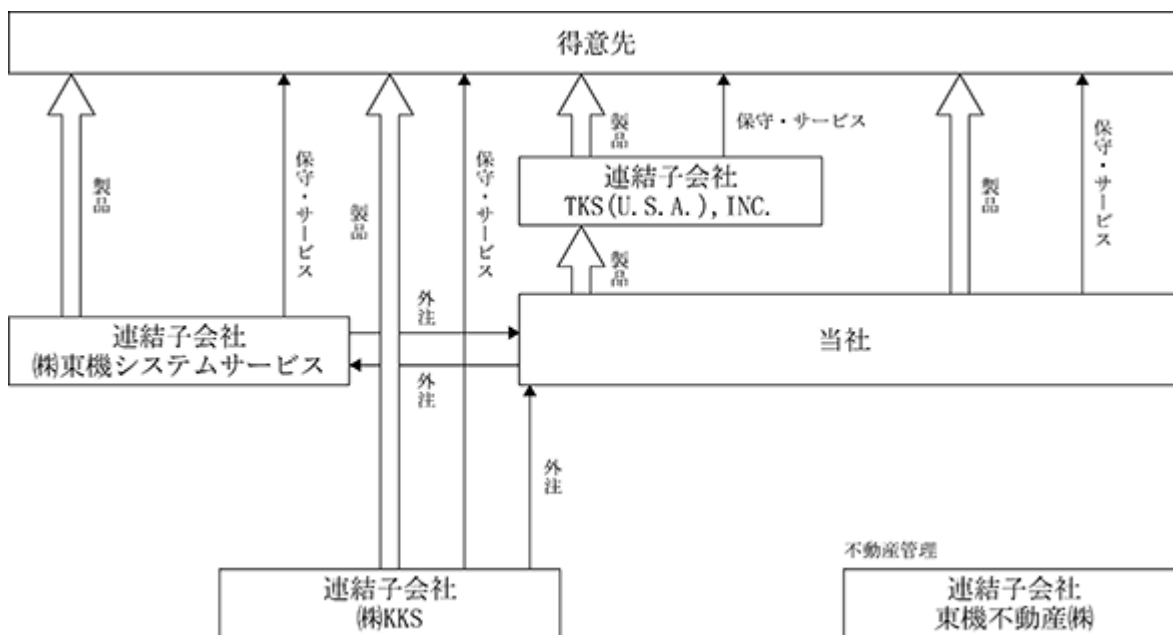 得意先
製品
保守・サービス
製品
保守・サービス
製品
保守・サービス
製品
保守・サービス
連結子会社
TKS(U.S.A.),INC.
製品
外注
外注
連結子会社
㈱東機システムサービス
当社
外注
不動産管理
連結子会社
㈱KKS
連結子会社
東機不動産㈱